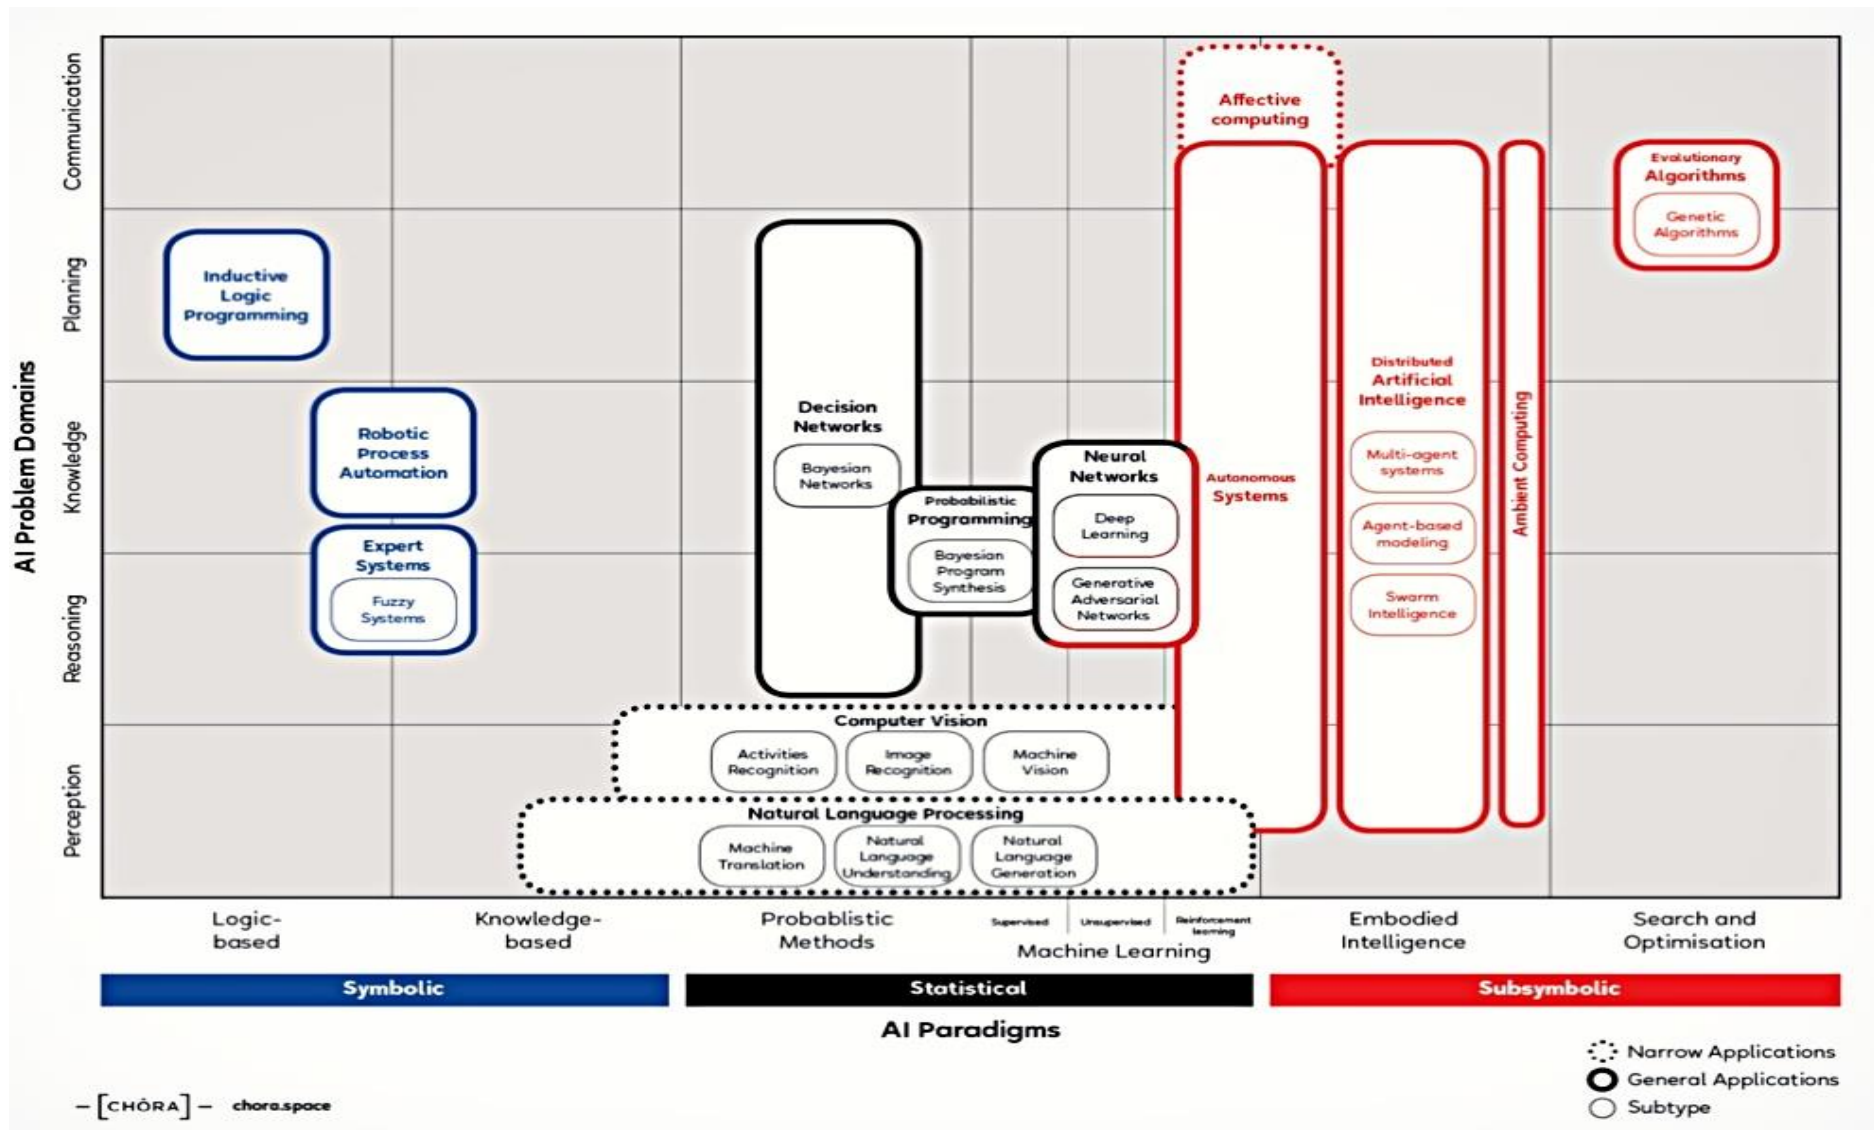 AI Problem Domains
Communication
Planning
Knowledge
Reasoning
Perception
Affective
computing
Evolutionary
Algorithms
Genetic
Algorithms
Inductive
Logic
Programming
Robotic
Process
Automation
Expert
Systems
Fuzzy
Systems
Decision
Networks
Bayesian
Networks
Probabilistic
Programming
Bayesian
Program
Synthesis
Neural
Networks
Deep
Learning
Generative
Adversarial
Networks
Autonomous
Systems
Distributed
Artificial
Intelligence
Multi-agent
systems
Agent-based
modeling
Swarm
Intelligence
Ambient Computing
Computer Vision
Activities
Recognition
Image
Recognition
Machine
Vision
Natural Language Processing
Machine
Translation
Natural
Language
Understanding
Natural
Language
Generation
Logic-
based
Knowledge-
based
Probablistic
Methods
Supervised
Unsupervised
Reinforcement
learning
Machine Learning
Embodied
Intelligence
Search and
Optimisation
Symbolic
Statistical
Subsymbolic
AI Paradigms
Narrow Applications
General Applications
Subtype
[CHÔRA]
chora.space